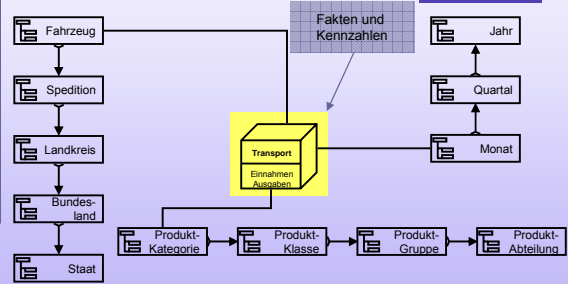 Fakten und
Kennzahlen
Fahrzeug
Spedition
Landkreis
Bundes-
land
Staat
Transport
Einnahmen
Ausgaben
Jahr
Quartal
Monat
Produkt-
Kategorie
Produkt-
Klasse
Produkt-
Gruppe
Produkt-
Abteilung